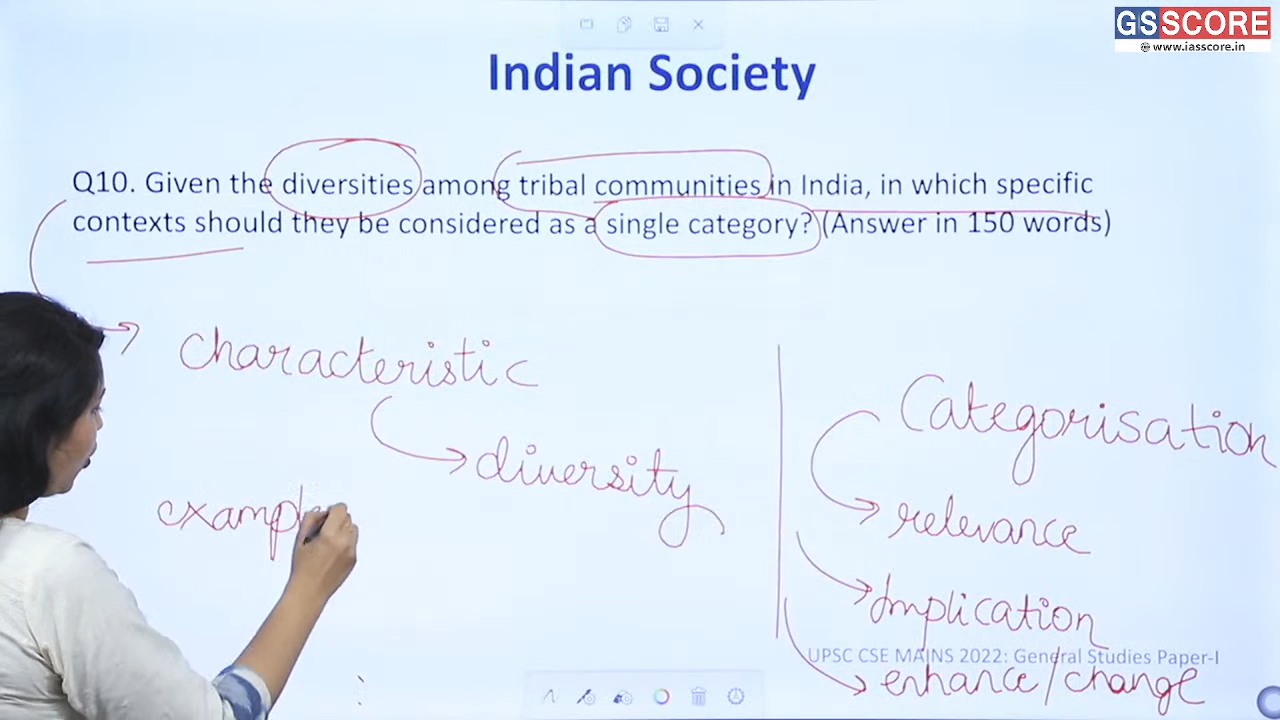 GSSCORE
www.iasscore.in
Indian Society
Q10. Given the diversities among tribal communities in India, in which specific
contexts should they be considered as a single category? (Answer in 150 words)
characteristic
diversity
Categorisation
relevance
Implication
enhance/change
UPSC CSE MAINS 2022: General Studies Paper-I